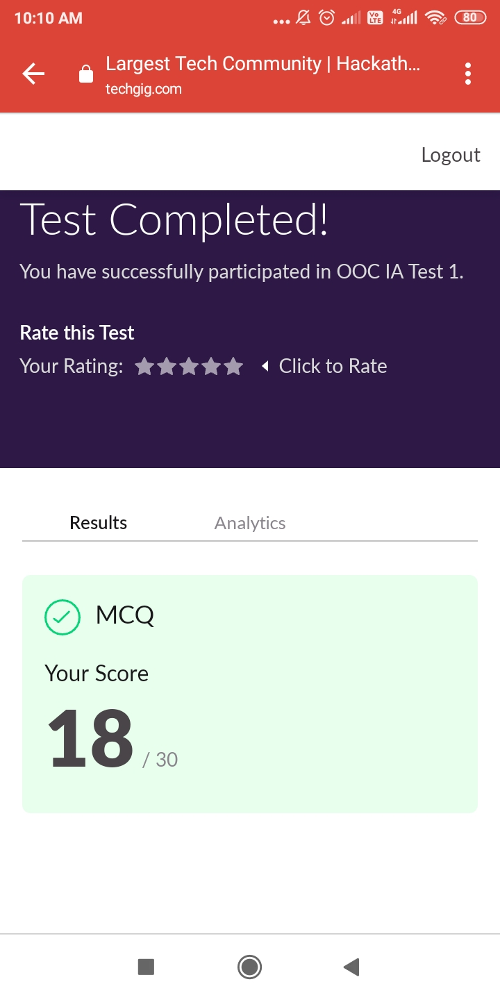 10:10 AM
Vo LTE
4G
80
Largest Tech Community | Hackath...
techgig.com
Logout
Test Completed!
You have successfully participated in OOC IA Test 1.
Rate this Test
Your Rating:
Click to Rate
Results
Analytics
MCQ
Your Score
18 / 30